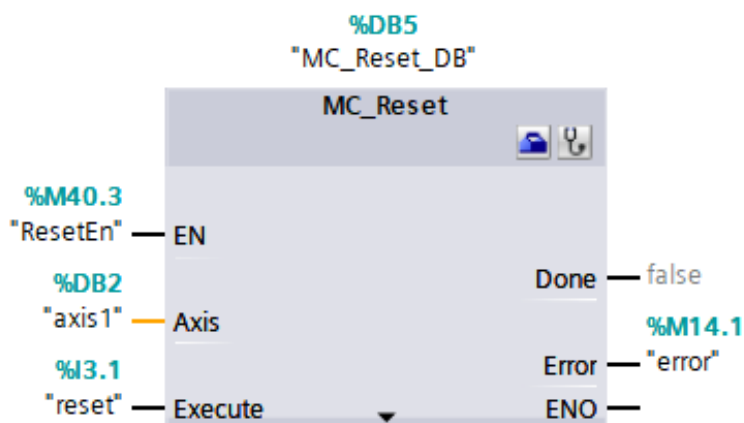 %DB5
"MC_Reset_DB"
MC_Reset
%M40.3
"ResetEn"
EN
%DB2
"axis1"
Axis
%I3.1
"reset"
Execute
Done
false
%M14.1
Error
"error"
ENO